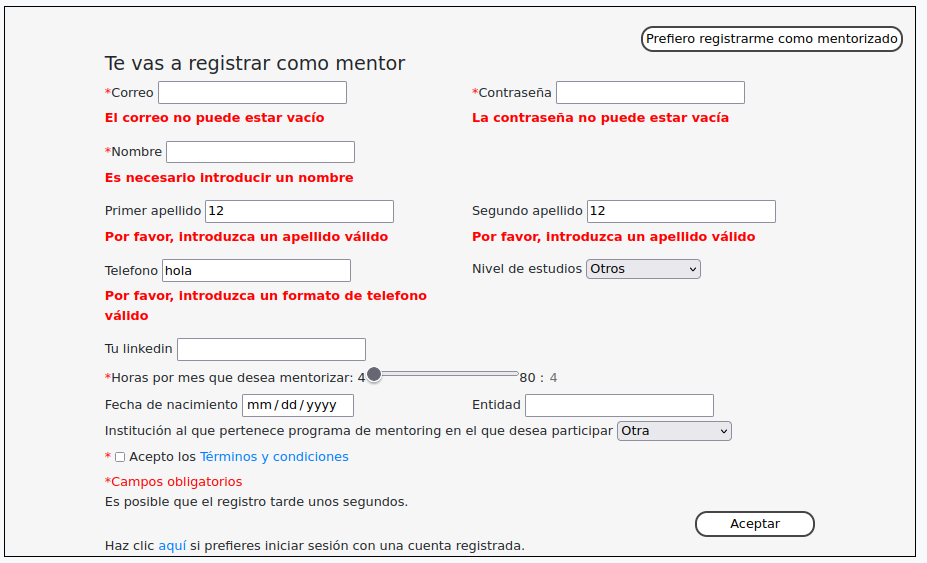 Prefiero registrarme como mentorizado
Te vas a registrar como mentor
*Correo *Contraseña
El correo no puede estar vacío La contraseña no puede estar vacía
*Nombre
Es necesario introducir un nombre
Primer apellido 12 Segundo apellido 12
Por favor, introduzca un apellido válido Por favor, introduzca un apellido válido
Telefono hola Nivel de estudios Otros
Por favor, introduzca un formato de telefono
válido
Tu linkedin
*Horas por mes que desea mentorizar: 4 80 : 4
Fecha de nacimiento mm/dd/yyyy Entidad
Institución al que pertenece programa de mentoring en el que desea participar Otra
* Acepto los Términos y condiciones
*Campos obligatorios
Es posible que el registro tarde unos segundos.
Aceptar
Haz clic aquí si prefieres iniciar sesión con una cuenta registrada.